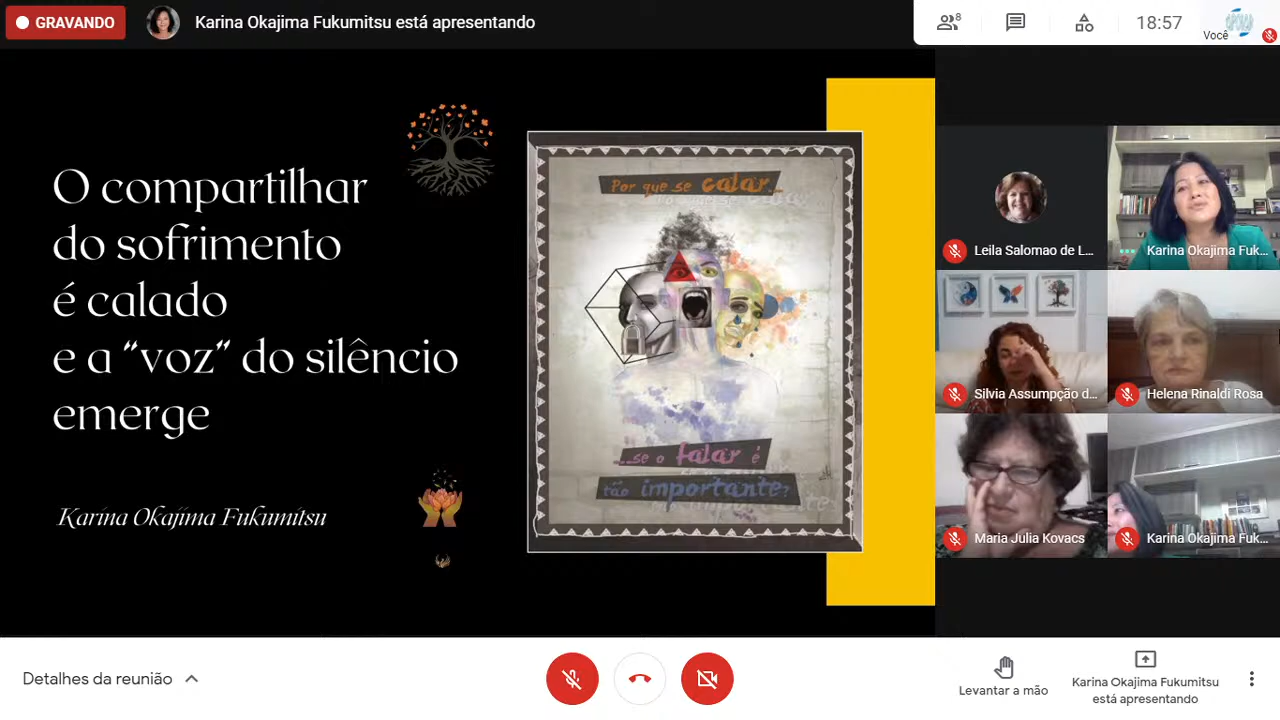 GRAVANDO
Karina Okajima Fukumitsu está apresentando
8
18:57
Você
O compartilhar
do sofrimento
é calado
e a “voz” do silêncio
emerge
Karina Okajima Fukumitsu
Por que se calar...
...se o falar é
tão importante?
Leila Salomao de L...
Karina Okajima Fuk...
Silvia Assumpção d...
Helena Rinaldi Rosa
Maria Julia Kovacs
Karina Okajima Fuk...
Detalhes da reunião
Levantar a mão
Karina Okajima Fukumitsu
está apresentando